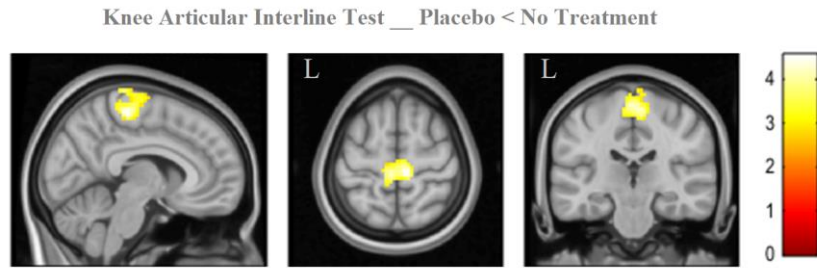 Knee Articular Interline Test __ Placebo < No Treatment
L
L
4
3
2
1
0